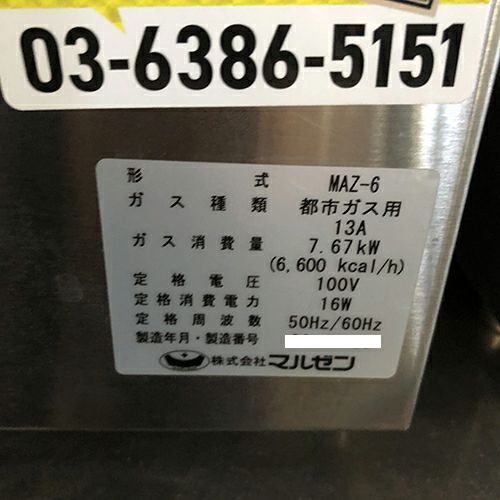 03-6386-5151
形式 MAZ-6
ガス種類 都市ガス用
13A
ガス消費量 7.67kW
(6,600 kcal/h)
定格電圧 100V
定格消費電力 16W
定格周波数 50Hz/60Hz
製造年月・製造番号
株式会社マルゼン